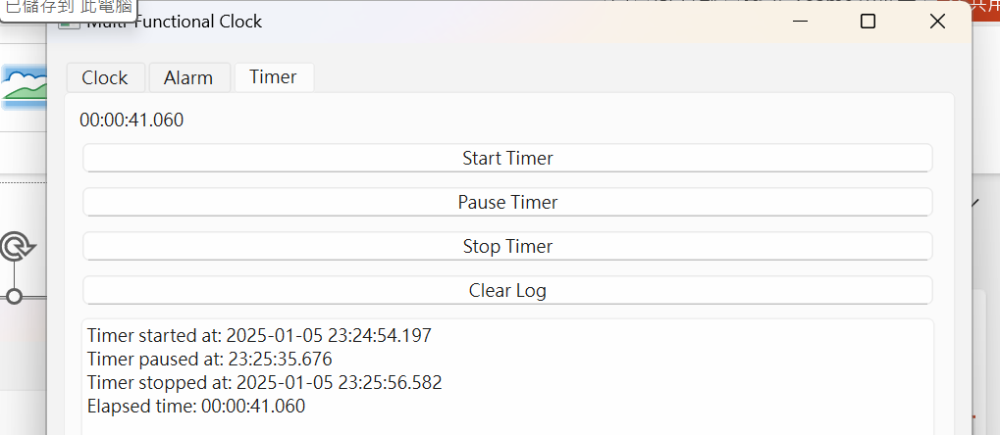 已儲存到 此電腦
Multi-Functional Clock
共用
Clock Alarm Timer
00:00:41.060
Start Timer
Pause Timer
Stop Timer
Clear Log
Timer started at: 2025-01-05 23:24:54.197
Timer paused at: 23:25:35.676
Timer stopped at: 2025-01-05 23:25:56.582
Elapsed time: 00:00:41.060